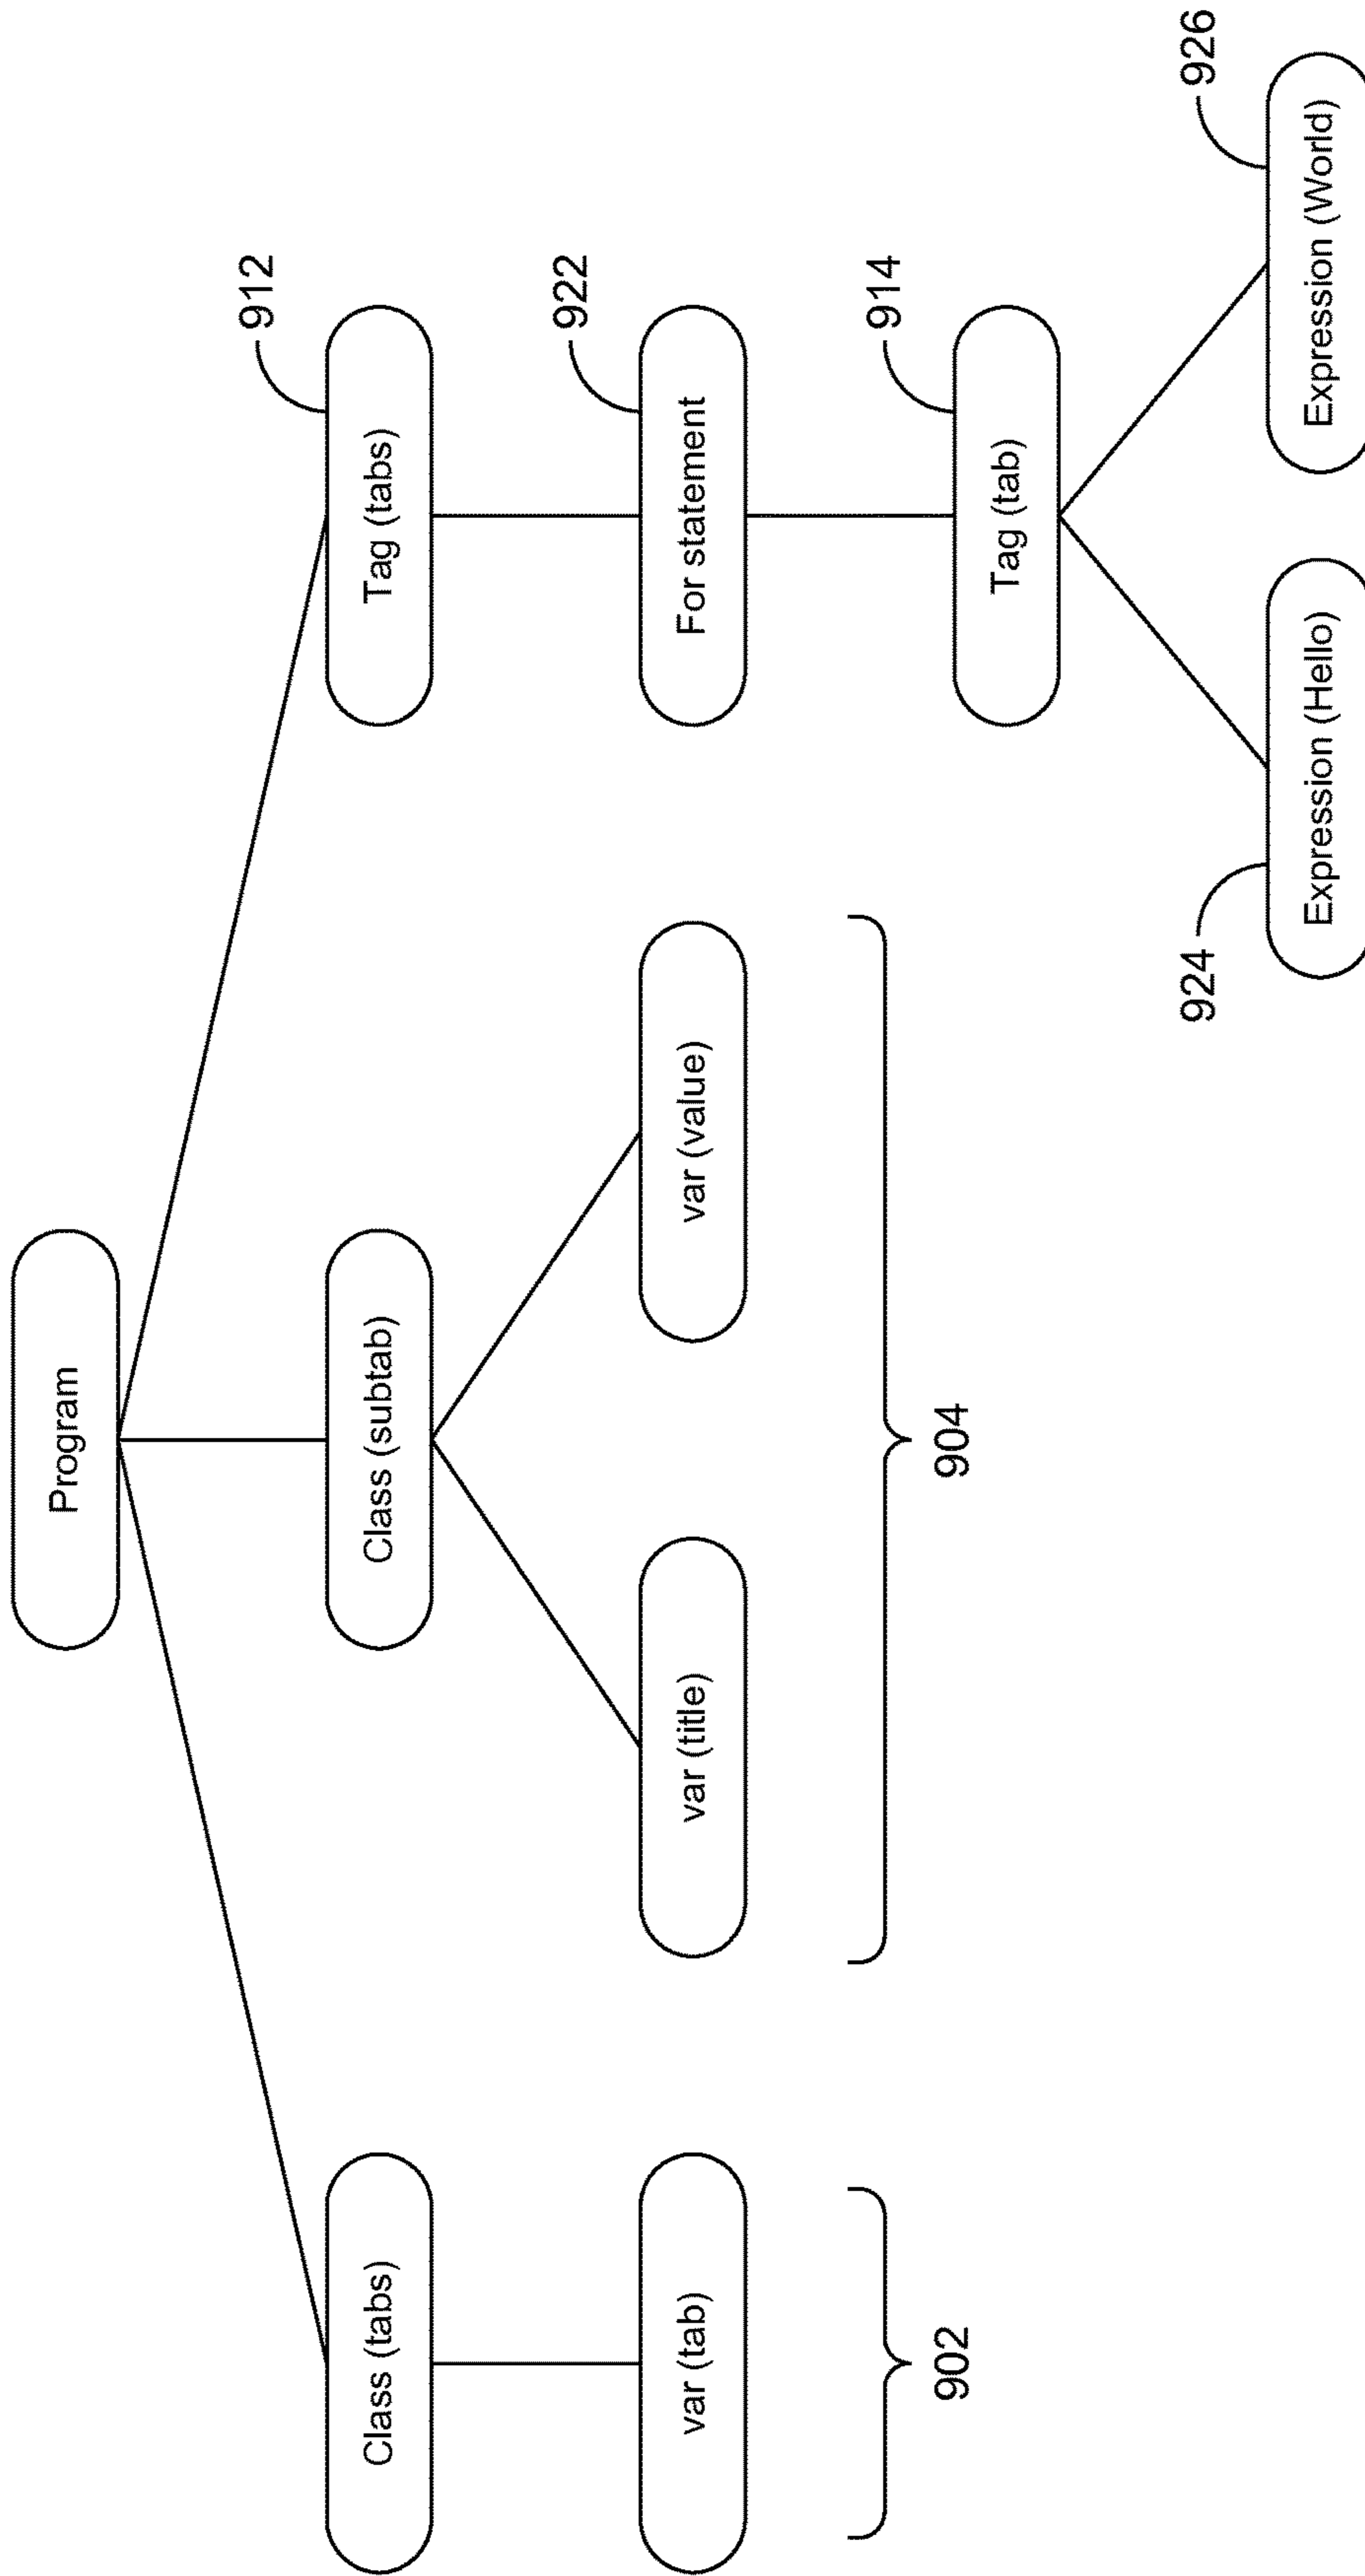 Program
Class (tabs)
Class (subtab)
Tag (tabs)
912
var (tab)
var (title)
var (value)
For statement
922
902
904
Tag (tab)
914
Expression (Hello)
924
Expression (World)
926